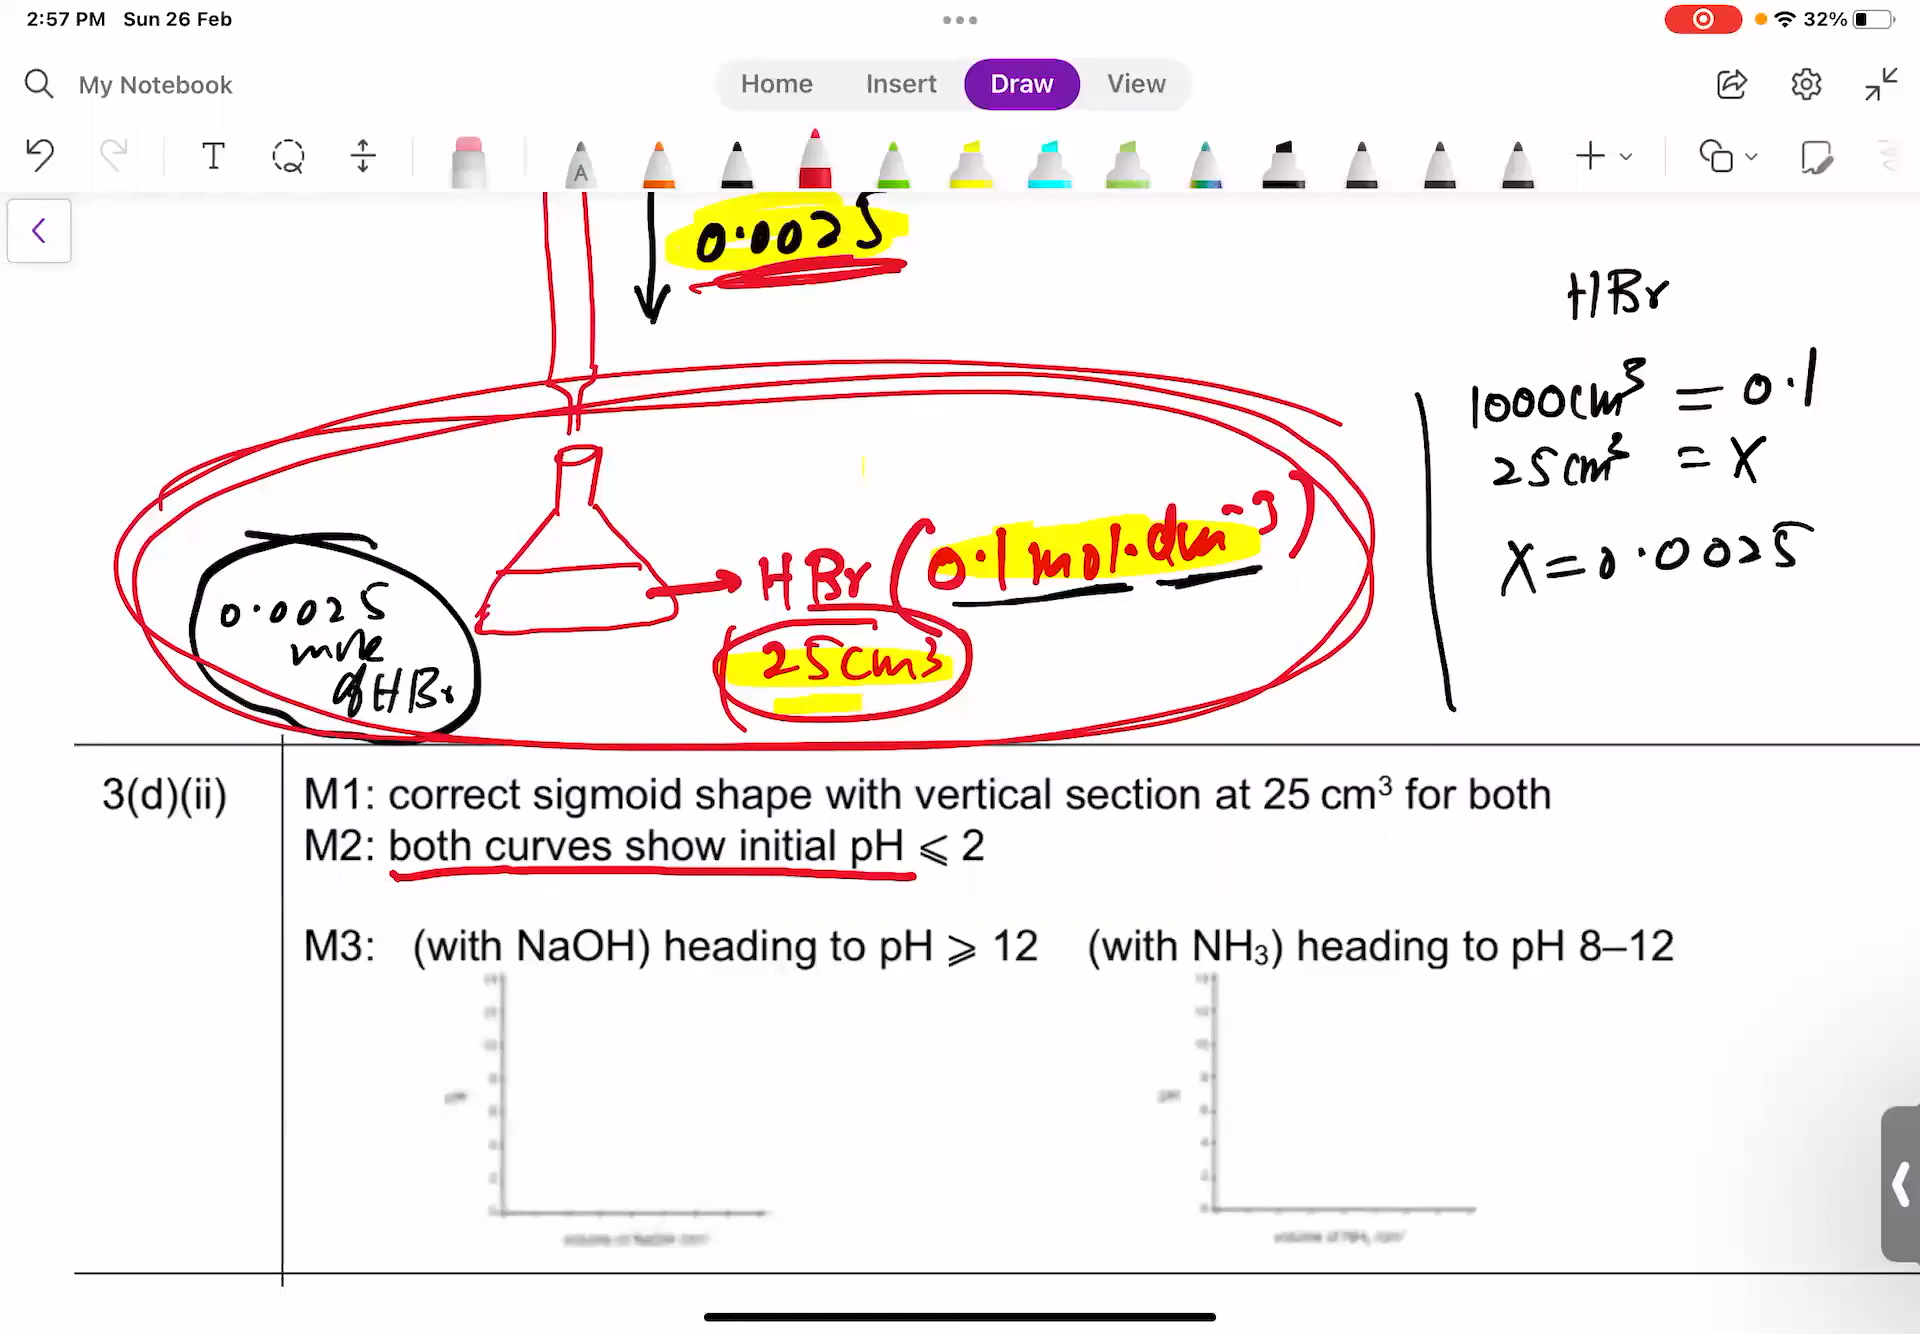 2:57 PM Sun 26 Feb
32%
My Notebook
Home Insert Draw View
T
A
0.0025
HBr
1000cm³ = 0.1
25cm³ = X
X = 0.0025
HBr (0.1 mol.dm⁻³)
25cm³
0.0025
mole
of HBr
3(d)(ii)
M1: correct sigmoid shape with vertical section at 25 cm³ for both
M2: both curves show initial pH ⩽ 2
M3: (with NaOH) heading to pH ⩾ 12 (with NH₃) heading to pH 8–12